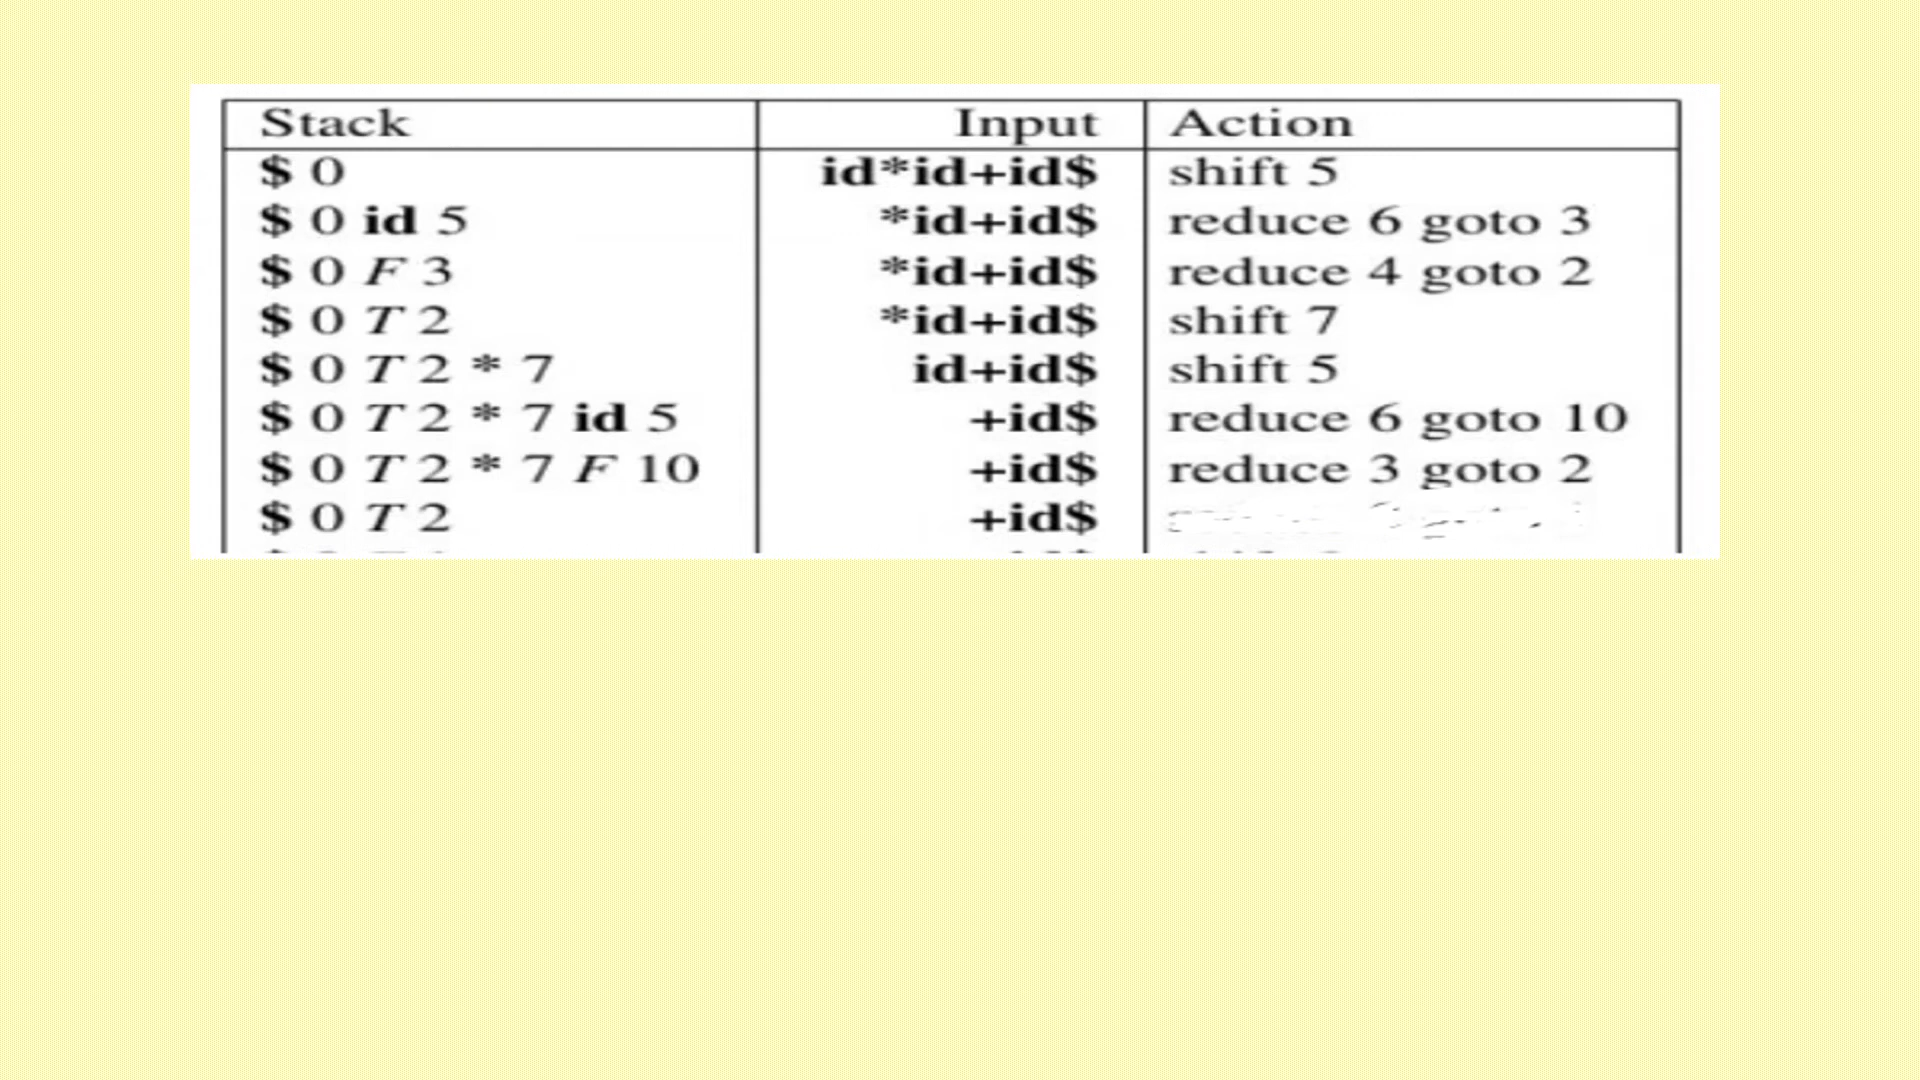 Stack Input Action
$ 0 id*id+id$ shift 5
$ 0 id 5 *id+id$ reduce 6 goto 3
$ 0 F 3 *id+id$ reduce 4 goto 2
$ 0 T 2 *id+id$ shift 7
$ 0 T 2 * 7 id+id$ shift 5
$ 0 T 2 * 7 id 5 +id$ reduce 6 goto 10
$ 0 T 2 * 7 F 10 +id$ reduce 3 goto 2
$ 0 T 2 +id$